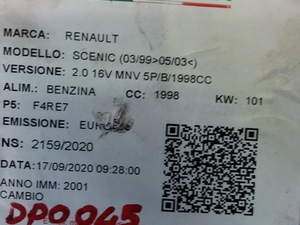 MARCA: RENAULT
MODELLO: SCENIC (03/99>05/03<)
VERSIONE: 2.0 16V MNV 5P/B/1998CC
ALIM.: BENZINA CC: 1998 KW: 101
P5: F4RE7
EMISSIONE:
NS: 2159/2020
DATA:17/09/2020 09:28:00
ANNO IMM: 2001
CAMBIO
DPO045